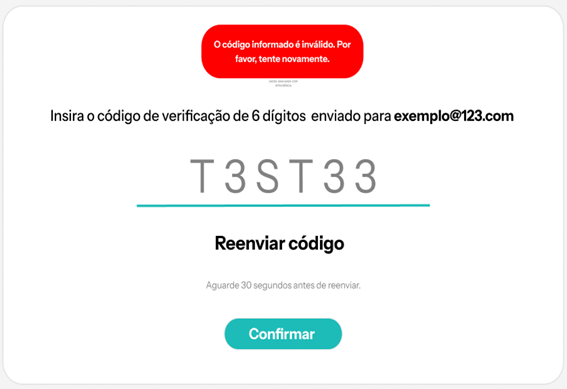 O código informado é inválido. Por
favor, tente novamente.
Insira o código de verificação de 6 dígitos enviado para exemplo@123.com
T3ST33
Reenviar código
Aguarde 30 segundos antes de reenviar.
Confirmar